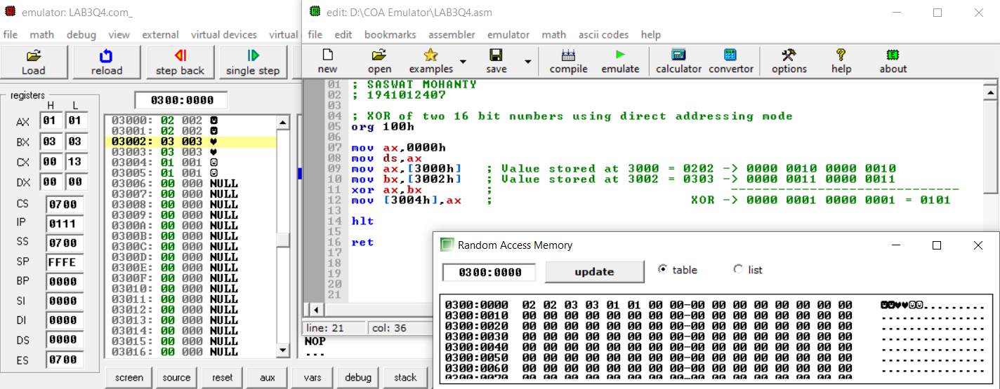 emulator: LAB3Q4.com_
file math debug view external virtual devices virtual
Load reload step back single step
registers
H L
AX 01 01
BX 03 03
CX 00 13
DX 00 00
CS 0700
IP 0111
SS 0700
SP FFFE
BP 0000
SI 0000
DI 0000
DS 0000
ES 0700
0300:0000
03000: 02 002 ☻
03001: 02 002 ☻
03002: 03 003 ♥
03003: 03 003 ♥
03004: 01 001 ☺
03005: 01 001 ☺
03006: 00 000 NULL
03007: 00 000 NULL
03008: 00 000 NULL
03009: 00 000 NULL
0300A: 00 000 NULL
0300B: 00 000 NULL
0300C: 00 000 NULL
0300D: 00 000 NULL
0300E: 00 000 NULL
0300F: 00 000 NULL
03010: 00 000 NULL
03011: 00 000 NULL
03012: 00 000 NULL
03013: 00 000 NULL
03014: 00 000 NULL
03015: 00 000 NULL
03016: 00 000 NULL
NOP
...
screen source reset aux vars debug stack
edit: D:\COA Emulator\LAB3Q4.asm
file edit bookmarks assembler emulator math ascii codes help
new open examples save compile emulate calculator convertor options help about
01 ; SASWAT MOHANTY
02 ; 1941012407
03
04 ; XOR of two 16 bit numbers using direct addressing mode
05 org 100h
06
07 mov ax,0000h
08 mov ds,ax
09 mov ax,[3000h] ; Value stored at 3000 = 0202 -> 0000 0010 0000 0010
10 mov bx,[3002h] ; Value stored at 3002 = 0303 -> 0000 0011 0000 0011
11 xor ax,bx ; -------------------------------
12 mov [3004h],ax ; XOR -> 0000 0001 0000 0001 = 0101
13
14 hlt
15
16 ret
17
18
19
20
21
line: 21 col: 36
Random Access Memory
0300:0000 update table list
0300:0000 02 02 03 03 01 01 00 00-00 00 00 00 00 00 00 00 ☻☻♥♥☺☺..........
0300:0010 00 00 00 00 00 00 00 00-00 00 00 00 00 00 00 00 ................
0300:0020 00 00 00 00 00 00 00 00-00 00 00 00 00 00 00 00 ................
0300:0030 00 00 00 00 00 00 00 00-00 00 00 00 00 00 00 00 ................
0300:0040 00 00 00 00 00 00 00 00-00 00 00 00 00 00 00 00 ................
0300:0050 00 00 00 00 00 00 00 00-00 00 00 00 00 00 00 00 ................
0300:0060 00 00 00 00 00 00 00 00-00 00 00 00 00 00 00 00 ................
0300:0070 00 00 00 00 00 00 00 00-00 00 00 00 00 00 00 00